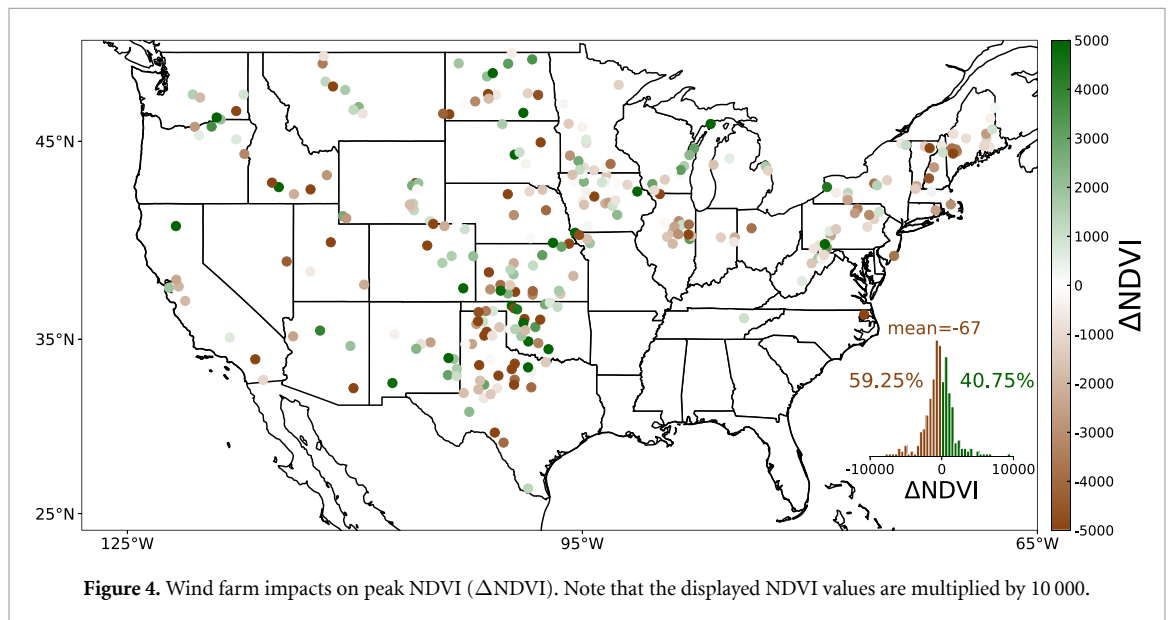 45°N
35°N
25°N
125°W
95°W
65°W
5000
4000
3000
2000
1000
0
-1000
-2000
-3000
-4000
-5000
ΔNDVI
mean=-67
59.25%
40.75%
-10000
0
10000
ΔNDVI
Figure 4. Wind farm impacts on peak NDVI (ΔNDVI). Note that the displayed NDVI values are multiplied by 10 000.